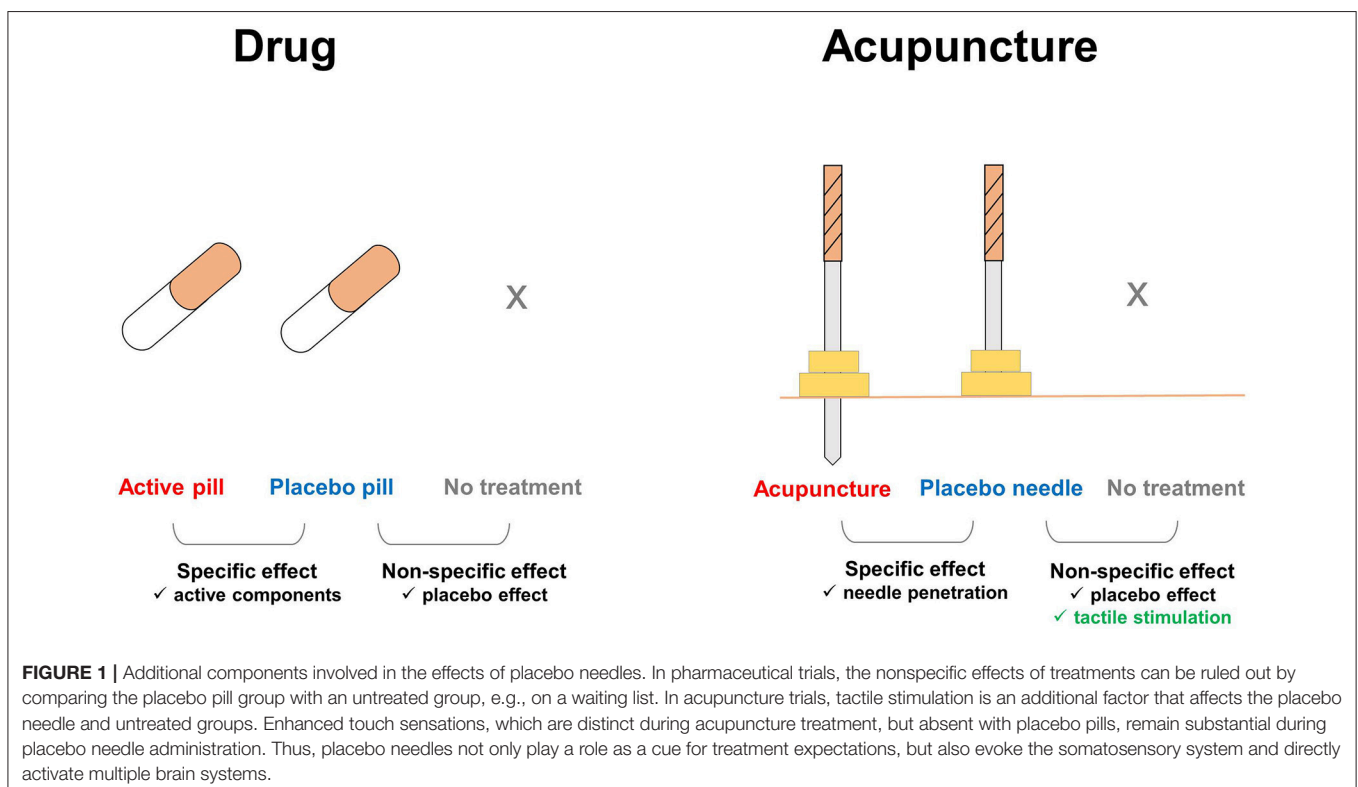 Drug
Acupuncture
X
X
Active pill
Placebo pill
No treatment
Acupuncture
Placebo needle
No treatment
Specific effect
✓ active components
Non-specific effect
✓ placebo effect
Specific effect
✓ needle penetration
Non-specific effect
✓ placebo effect
✓ tactile stimulation
FIGURE 1 | Additional components involved in the effects of placebo needles. In pharmaceutical trials, the nonspecific effects of treatments can be ruled out by
comparing the placebo pill group with an untreated group, e.g., on a waiting list. In acupuncture trials, tactile stimulation is an additional factor that affects the placebo
needle and untreated groups. Enhanced touch sensations, which are distinct during acupuncture treatment, but absent with placebo pills, remain substantial during
placebo needle administration. Thus, placebo needles not only play a role as a cue for treatment expectations, but also evoke the somatosensory system and directly
activate multiple brain systems.